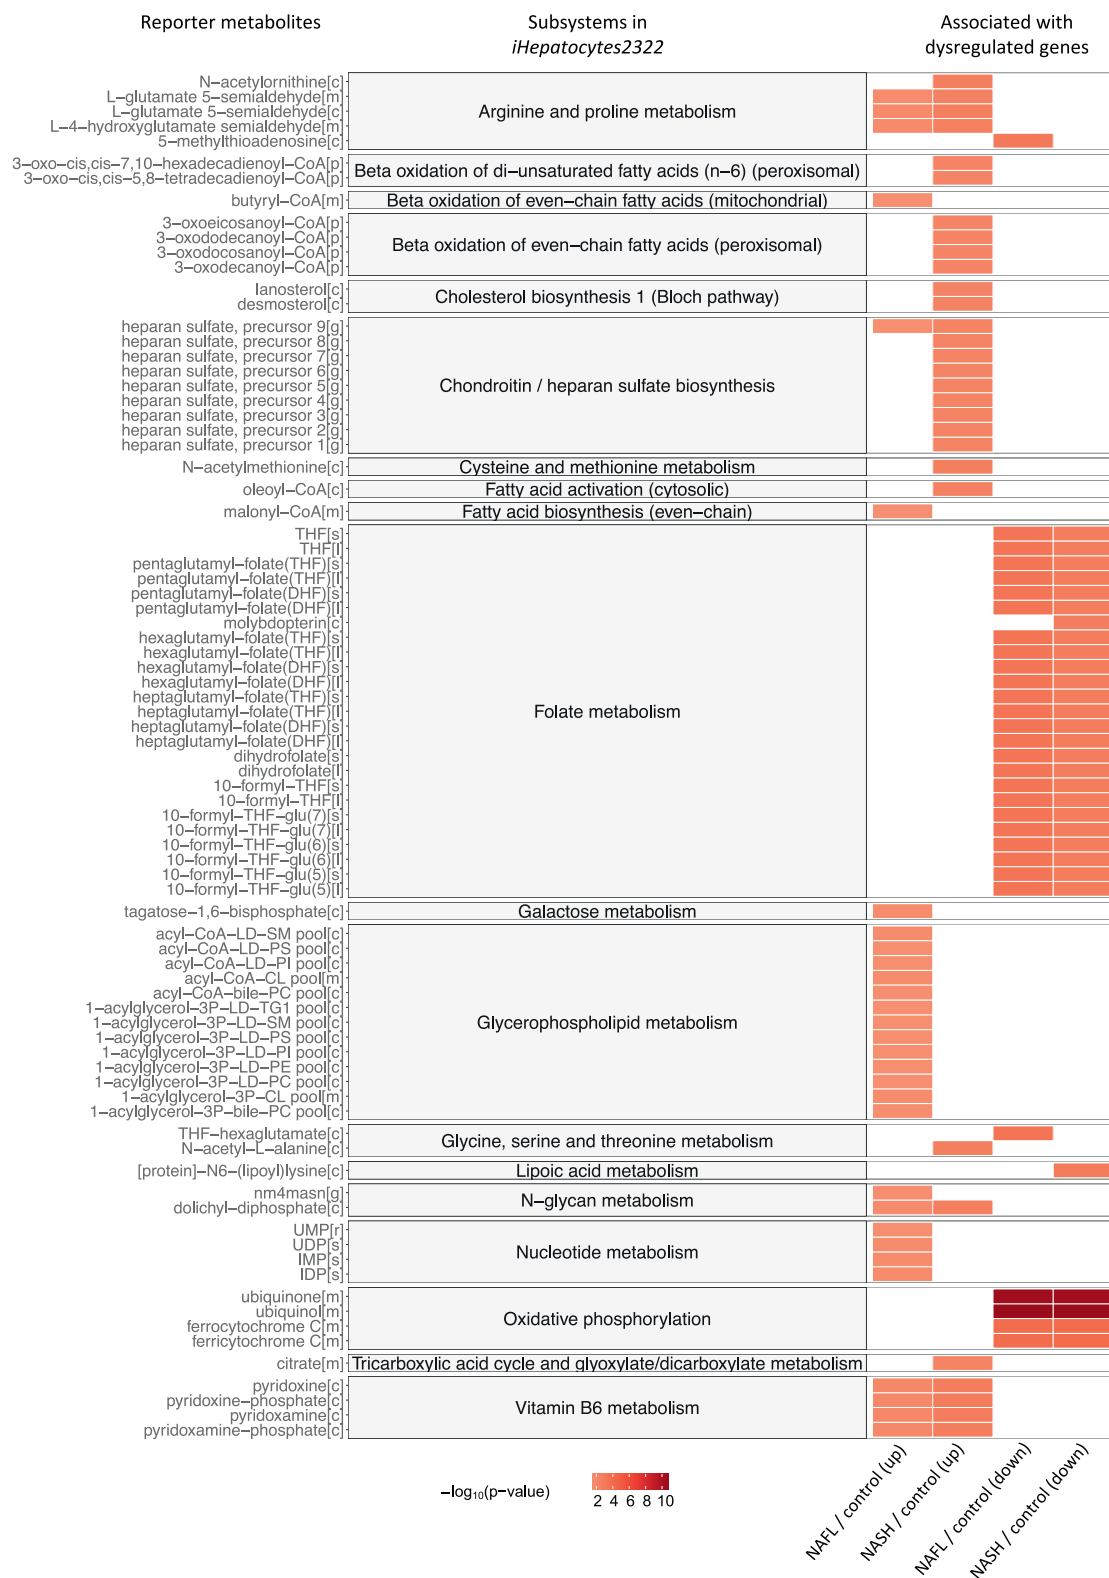 Reporter metabolites
Subsystems in
iHepatocytes2322
Associated with
dysregulated genes
N−acetylornithine[c]
L−glutamate 5−semialdehyde[m]
L−glutamate 5−semialdehyde[c]
L−4−hydroxyglutamate semialdehyde[m]
5−methylthioadenosine[c]
Arginine and proline metabolism
3−oxo−cis,cis−7,10−hexadecadienoyl−CoA[p]
3−oxo−cis,cis−5,8−tetradecadienoyl−CoA[p]
Beta oxidation of di−unsaturated fatty acids (n−6) (peroxisomal)
butyryl−CoA[m]
Beta oxidation of even−chain fatty acids (mitochondrial)
3−oxoeicosanoyl−CoA[p]
3−oxododecanoyl−CoA[p]
3−oxodocosanoyl−CoA[p]
3−oxodecanoyl−CoA[p]
Beta oxidation of even−chain fatty acids (peroxisomal)
lanosterol[c]
desmosterol[c]
Cholesterol biosynthesis 1 (Bloch pathway)
heparan sulfate, precursor 9[g]
heparan sulfate, precursor 8[g]
heparan sulfate, precursor 7[g]
heparan sulfate, precursor 6[g]
heparan sulfate, precursor 5[g]
heparan sulfate, precursor 4[g]
heparan sulfate, precursor 3[g]
heparan sulfate, precursor 2[g]
heparan sulfate, precursor 1[g]
Chondroitin / heparan sulfate biosynthesis
N−acetylmethionine[c]
Cysteine and methionine metabolism
oleoyl−CoA[c]
Fatty acid activation (cytosolic)
malonyl−CoA[m]
Fatty acid biosynthesis (even−chain)
THF[s]
THF[l]
pentaglutamyl−folate(THF)[s]
pentaglutamyl−folate(THF)[l]
pentaglutamyl−folate(DHF)[s]
pentaglutamyl−folate(DHF)[l]
molybdopterin[c]
hexaglutamyl−folate(THF)[s]
hexaglutamyl−folate(THF)[l]
hexaglutamyl−folate(DHF)[s]
hexaglutamyl−folate(DHF)[l]
heptaglutamyl−folate(THF)[s]
heptaglutamyl−folate(THF)[l]
heptaglutamyl−folate(DHF)[s]
heptaglutamyl−folate(DHF)[l]
dihydrofolate[s]
dihydrofolate[l]
10−formyl−THF[s]
10−formyl−THF[l]
10−formyl−THF−glu(7)[s]
10−formyl−THF−glu(7)[l]
10−formyl−THF−glu(6)[s]
10−formyl−THF−glu(6)[l]
10−formyl−THF−glu(5)[s]
10−formyl−THF−glu(5)[l]
Folate metabolism
tagatose−1,6−bisphosphate[c]
Galactose metabolism
acyl−CoA−LD−SM pool[c]
acyl−CoA−LD−PS pool[c]
acyl−CoA−LD−PI pool[c]
acyl−CoA−CL pool[m]
acyl−CoA−bile−PC pool[c]
1−acylglycerol−3P−LD−TG1 pool[c]
1−acylglycerol−3P−LD−SM pool[c]
1−acylglycerol−3P−LD−PS pool[c]
1−acylglycerol−3P−LD−PI pool[c]
1−acylglycerol−3P−LD−PE pool[c]
1−acylglycerol−3P−LD−PC pool[c]
1−acylglycerol−3P−CL pool[m]
1−acylglycerol−3P−bile−PC pool[c]
Glycerophospholipid metabolism
THF−hexaglutamate[c]
N−acetyl−L−alanine[c]
Glycine, serine and threonine metabolism
[protein]−N6−(lipoyl)lysine[c]
Lipoic acid metabolism
nm4masn[g]
dolichyl−diphosphate[c]
N−glycan metabolism
UMP[r]
UDP[s]
IMP[s]
IDP[s]
Nucleotide metabolism
ubiquinone[m]
ubiquinol[m]
ferrocytochrome C[m]
ferricytochrome C[m]
Oxidative phosphorylation
citrate[m]
Tricarboxylic acid cycle and glyoxylate/dicarboxylate metabolism
pyridoxine[c]
pyridoxine−phosphate[c]
pyridoxamine[c]
pyridoxamine−phosphate[c]
Vitamin B6 metabolism
−log10(p−value)
2 4 6 8 10
NAFL / control (up)
NASH / control (up)
NAFL / control (down)
NASH / control (down)